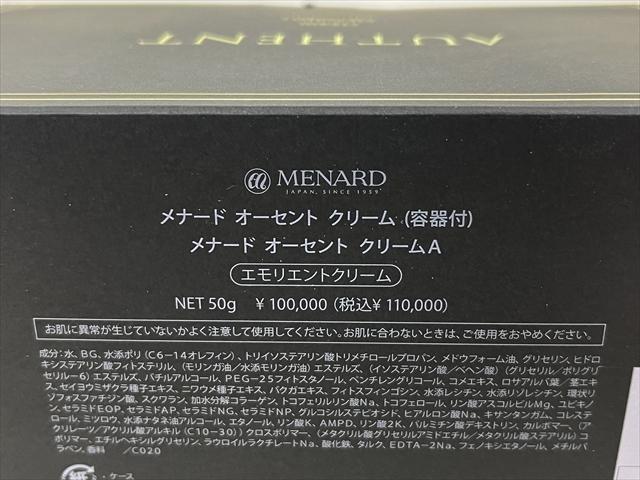 AUTHENT
MENARD
JAPAN, SINCE 1959
メナード オーセント クリーム (容器付)
メナード オーセント クリームA
エモリエントクリーム
NET 50g ¥100,000 (税込¥110,000)
お肌に異常が生じていないかよく注意して使用してください。お肌に合わないときは、ご使用をおやめください。
成分:水、BG、水添ポリ(C6-14オレフィン)、トリイソステアリン酸トリメチロールプロパン、メドウフォーム油、グリセリン、ヒドロ
キシステアリン酸フィトステリル、(モリンガ油/水添モリンガ油)エステルズ、(イソステアリン酸/ベヘン酸)(グリセリル/ポリグリ
セリル-6)エステルズ、バチルアルコール、PEG-25フィトスタノール、ペンチレングリコール、コメエキス、ロサアルバ葉/茎エキ
ス、セイヨウミザクラ種子エキス、ニワウメ種子エキス、バクガエキス、フィトスフィンゴシン、水添レシチン、水添リゾレシチン、環状リ
ゾホスファチジン酸、スクワラン、加水分解コラーゲン、トコフェリルリン酸Na、トコフェロール、リン酸アスコルビルMg、ユビキノ
ン、セラミドEOP、セラミドAP、セラミドNG、セラミドNP、グルコシルステビオシド、ヒアルロン酸Na、キサンタンガム、コレステ
ロール、ミツロウ、水添ナタネ油アルコール、エタノール、リン酸K、AMPD、リン酸2K、パルミチン酸デキストリン、カルボマー、(ア
クリレーツ/アクリル酸アルキル(C10-30))クロスポリマー、(メタクリル酸グリセリルアミドエチル/メタクリル酸ステアリル)コ
ポリマー、エチルヘキシルグリセリン、ラウロイルラクチレートNa、酸化鉄、タルク、EDTA-2Na、フェノキシエタノール、メチルパ
ラベン、香料 /C020
・ケース